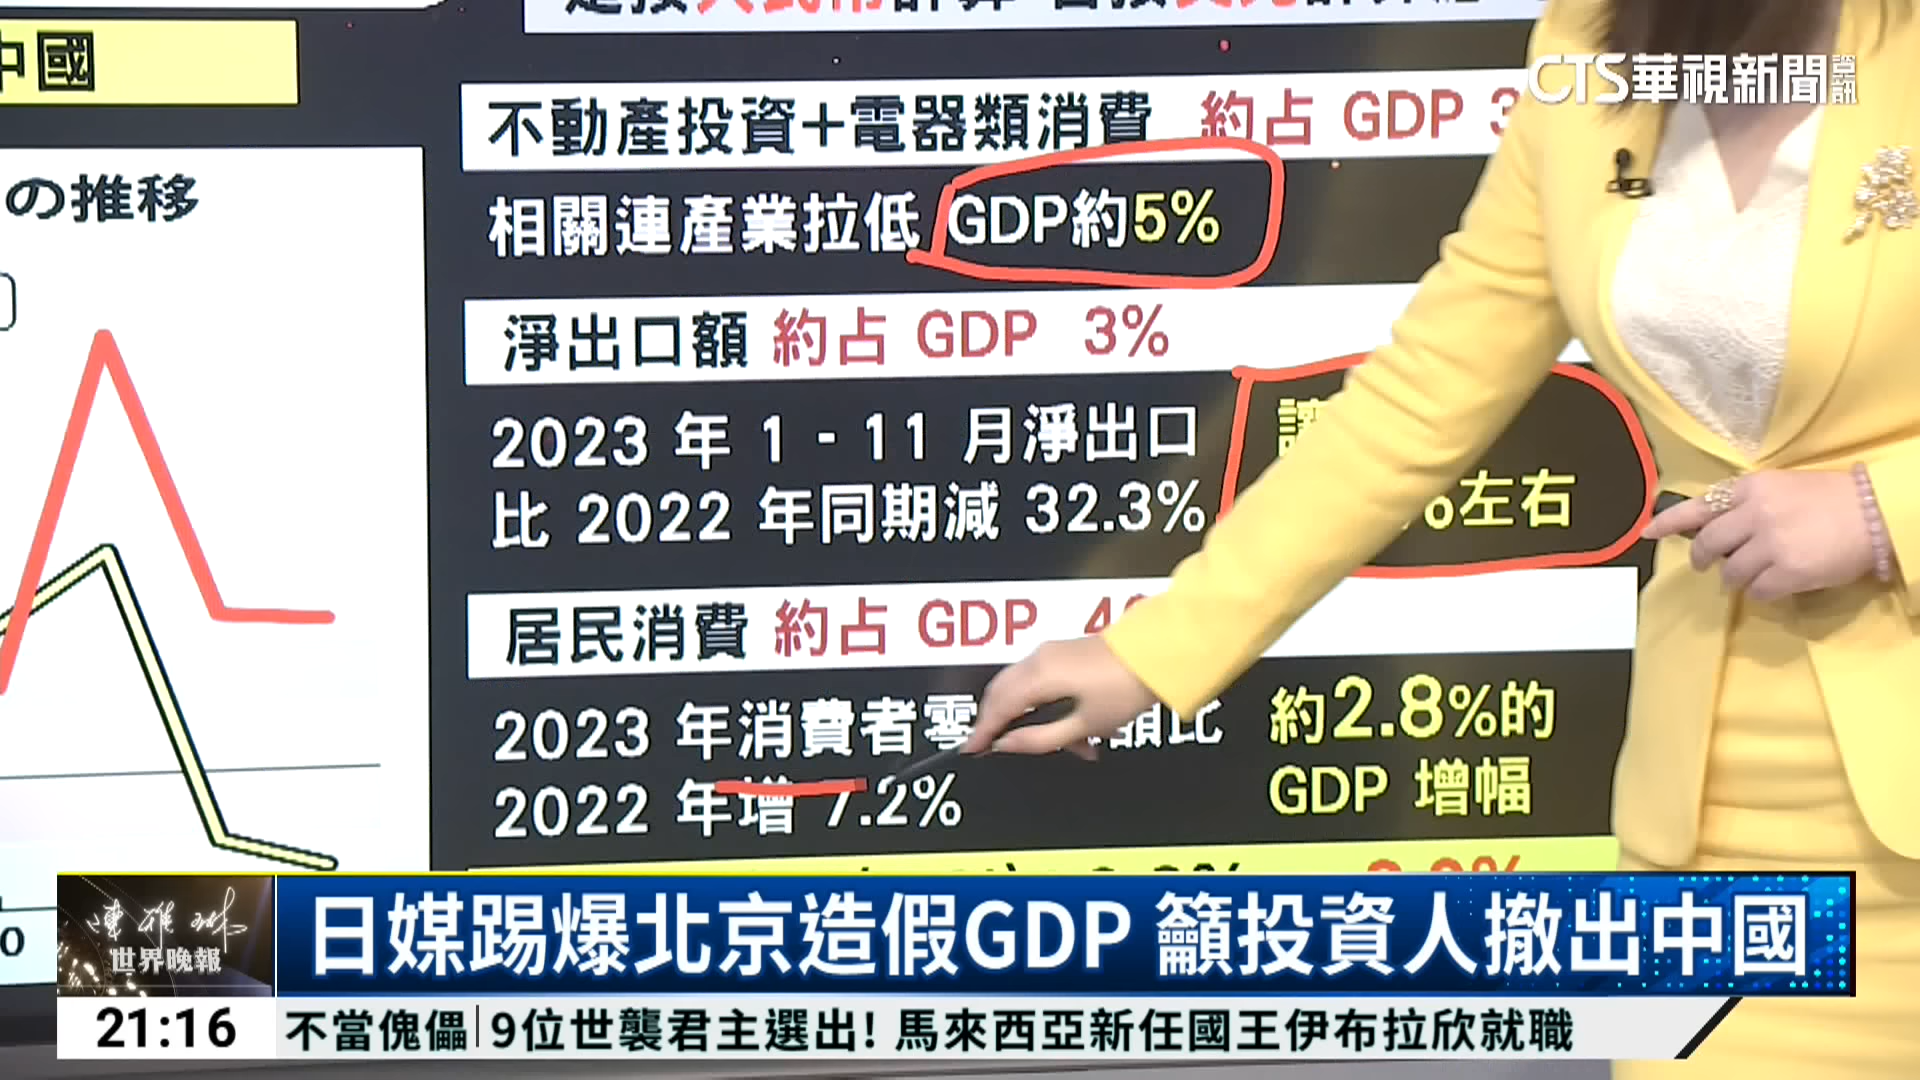 中國
の推移
不動產投資+電器類消費 約占 GDP
相關連產業拉低 GDP約5%
淨出口額 約占 GDP 3%
2023 年 1 - 11 月淨出口
比 2022 年同期減 32.3%
%左右
居民消費 約占 GDP
2023 年消費者零 額比
2022 年增 7.2%
約2.8%的
GDP 增幅
CTS華視新聞資訊
日媒踢爆北京造假GDP 籲投資人撤出中國
世界晚報
21:16
不當傀儡 9位世襲君主選出! 馬來西亞新任國王伊布拉欣就職